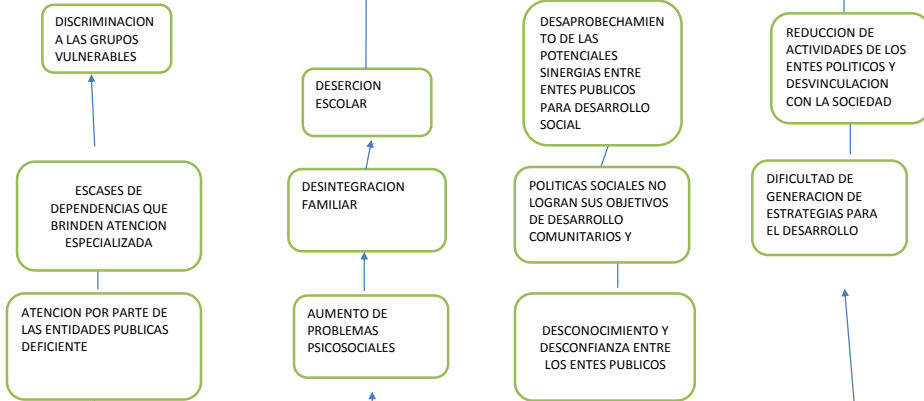 DISCRIMINACION
A LAS GRUPOS
VULNERABLES
ESCASES DE
DEPENDENCIAS QUE
BRINDEN ATENCION
ESPECIALIZADA
ATENCION POR PARTE DE
LAS ENTIDADES PUBLICAS
DEFICIENTE
DESERCION
ESCOLAR
DESINTEGRACION
FAMILIAR
AUMENTO DE
PROBLEMAS
PSICOSOCIALES
DESAPROBECHAMIEN
TO DE LAS
POTENCIALES
SINERGIAS ENTRE
ENTES PUBLICOS
PARA DESARROLLO
SOCIAL
POLITICAS SOCIALES NO
LOGRAN SUS OBJETIVOS
DE DESARROLLO
COMUNITARIOS Y
DESCONOCIMIENTO Y
DESCONFIANZA ENTRE
LOS ENTES PUBLICOS
REDUCCION DE
ACTIVIDADES DE LOS
ENTES POLITICOS Y
DESVINCULACION
CON LA SOCIEDAD
DIFICULTAD DE
GENERACION DE
ESTRATEGIAS PARA
EL DESARROLLO